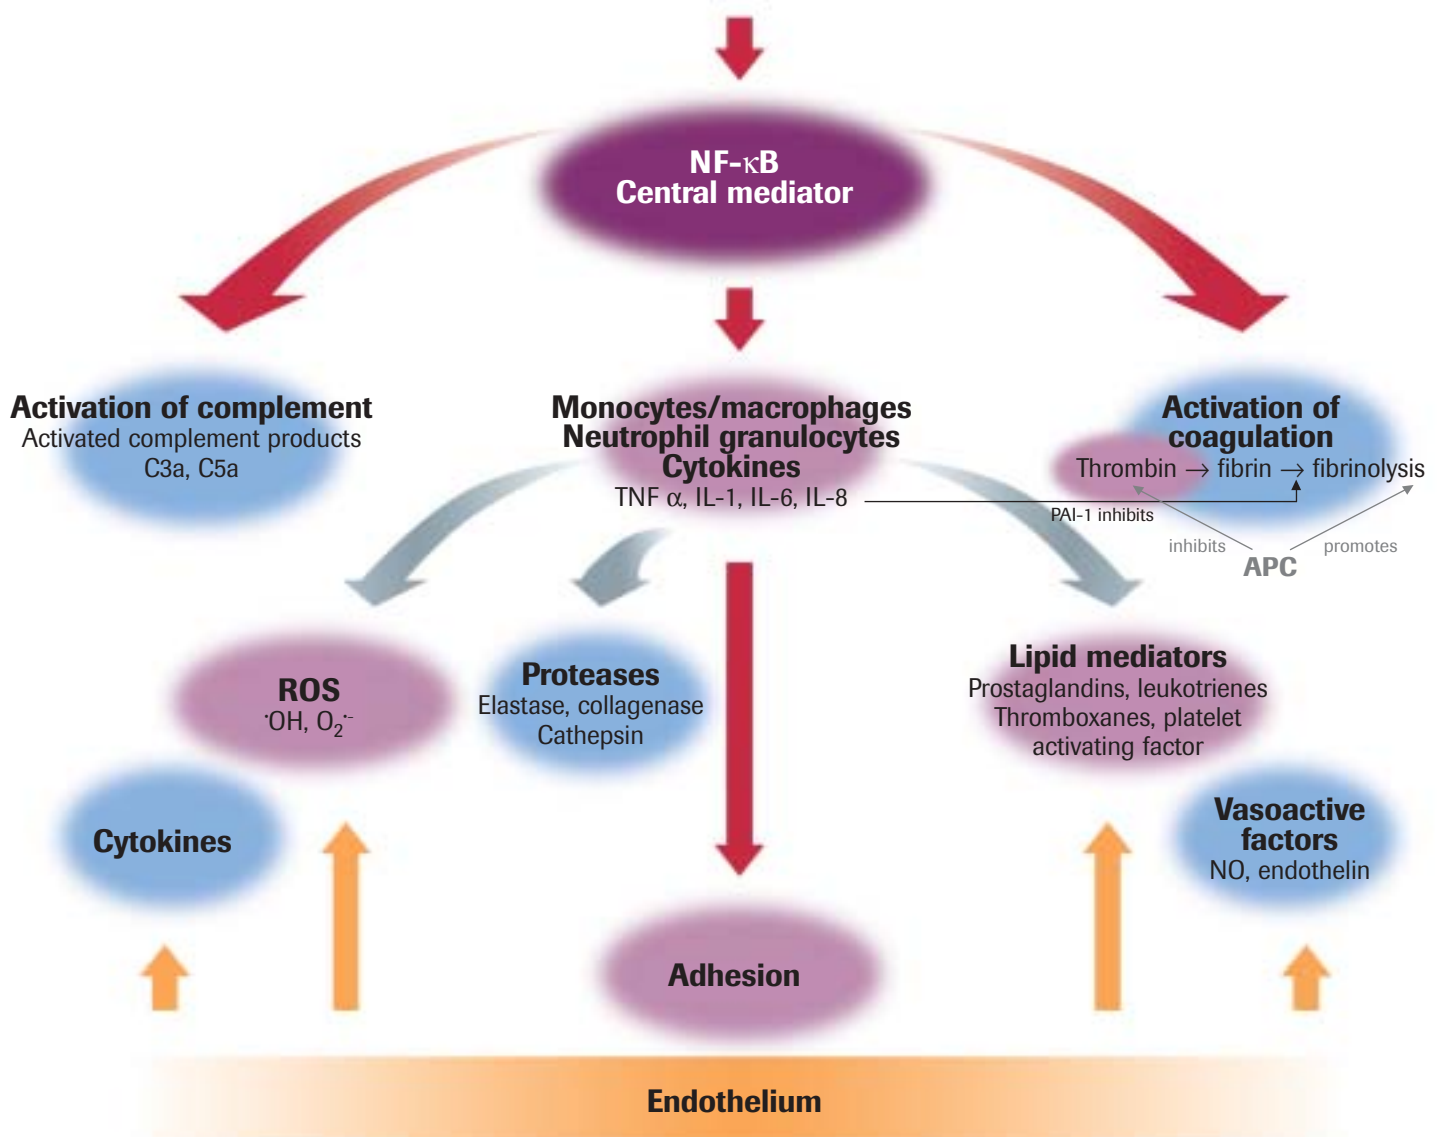 NF-κB
Central mediator
Activation of complement
Activated complement products
C3a, C5a
Monocytes/macrophages
Neutrophil granulocytes
Cytokines
TNF α, IL-1, IL-6, IL-8
Activation of
coagulation
Thrombin → fibrin → fibrinolysis
PAI-1 inhibits
inhibits
promotes
APC
ROS
·OH, O₂·-
Proteases
Elastase, collagenase
Cathepsin
Lipid mediators
Prostaglandins, leukotrienes
Thromboxanes, platelet
activating factor
Cytokines
Vasoactive
factors
NO, endothelin
Adhesion
Endothelium